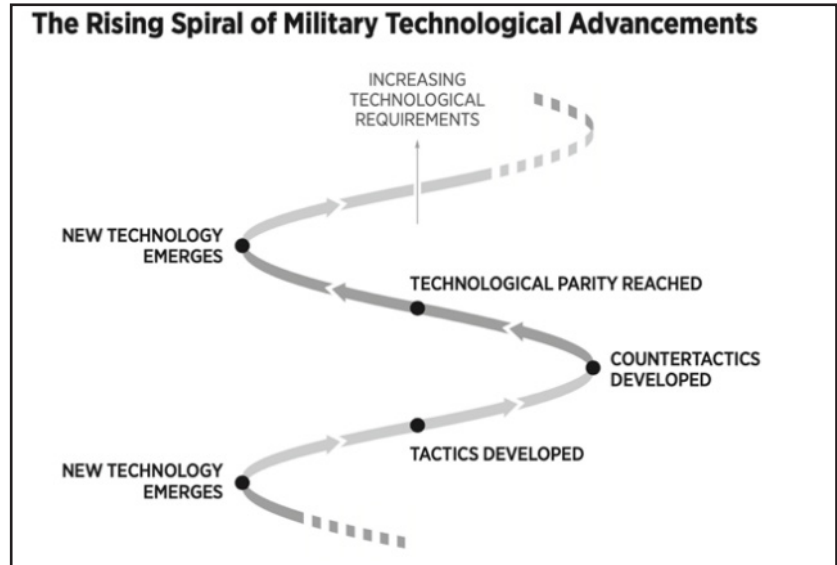 The Rising Spiral of Military Technological Advancements
INCREASING
TECHNOLOGICAL
REQUIREMENTS
NEW TECHNOLOGY
EMERGES
TECHNOLOGICAL PARITY REACHED
COUNTERTACTICS
DEVELOPED
TACTICS DEVELOPED
NEW TECHNOLOGY
EMERGES